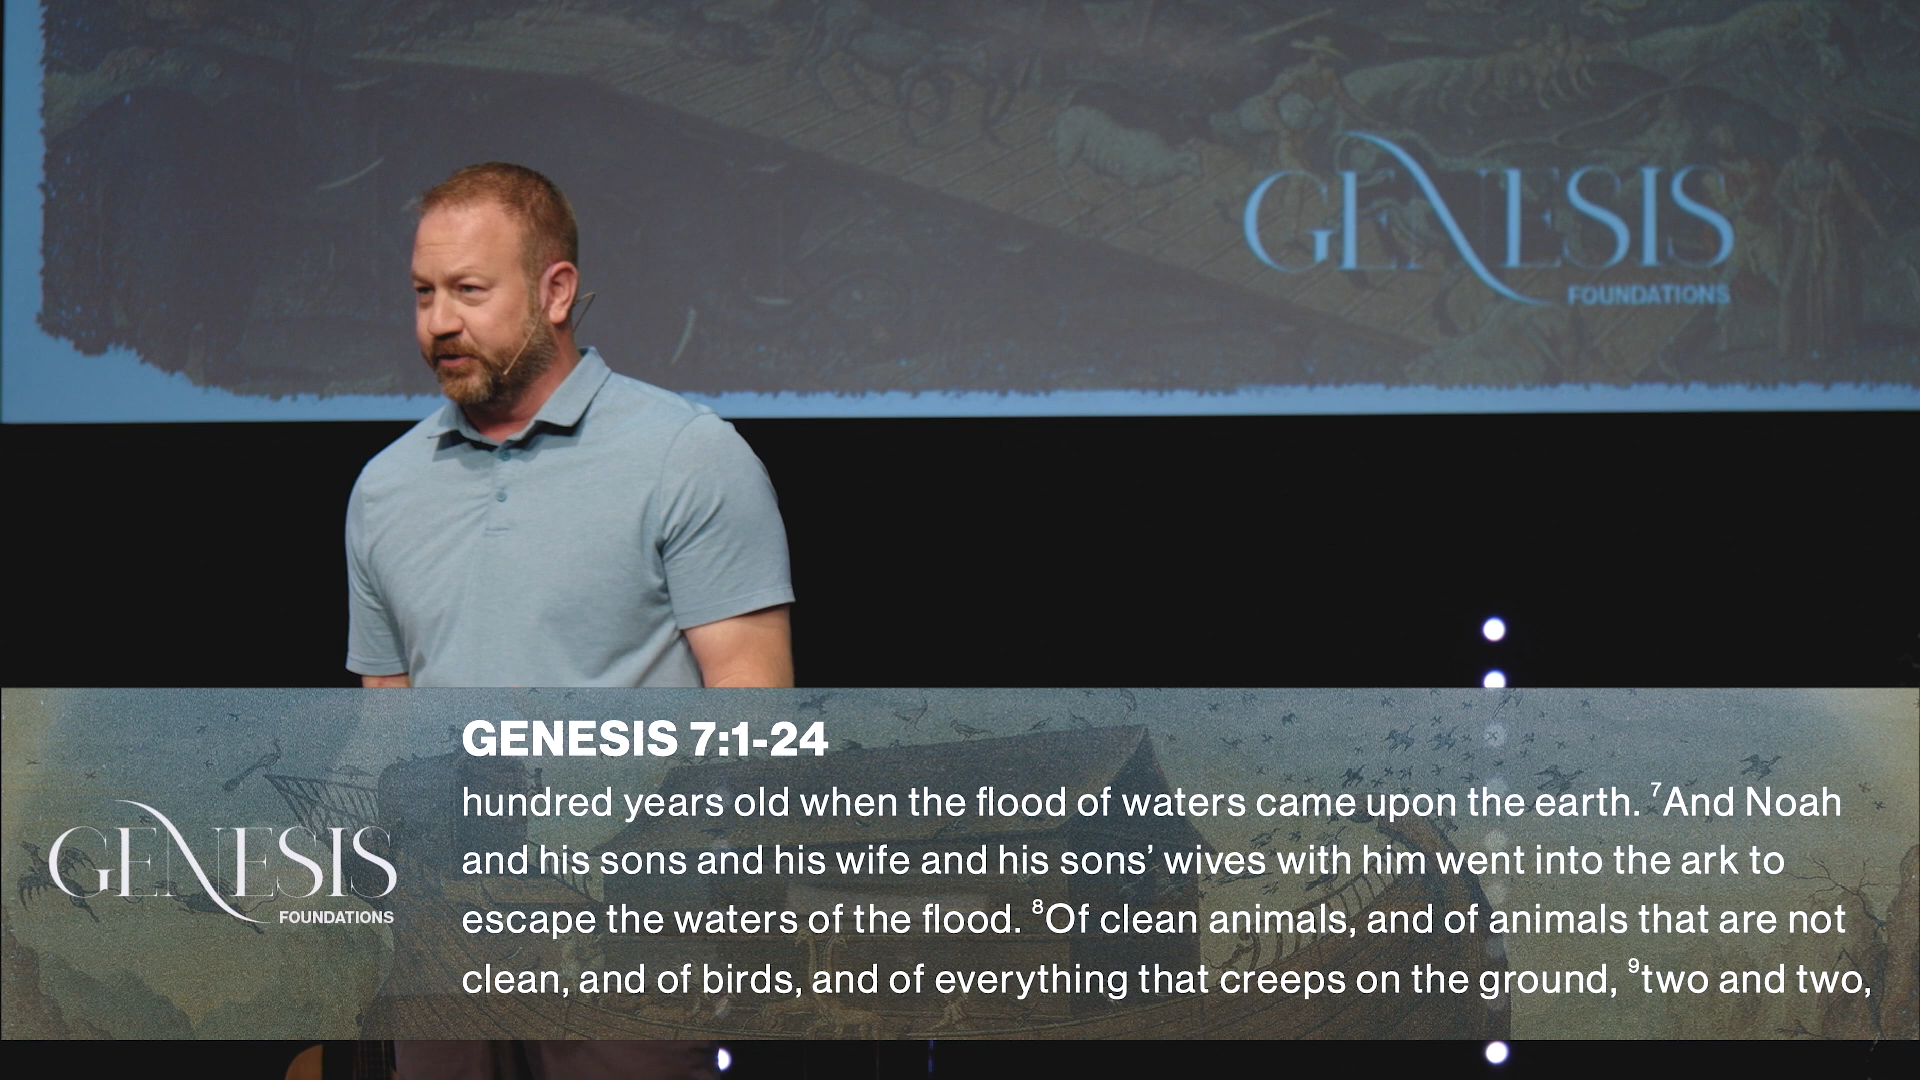 GENESIS
FOUNDATIONS
GENESIS 7:1-24
hundred years old when the flood of waters came upon the earth. ⁷And Noah
and his sons and his wife and his sons’ wives with him went into the ark to
escape the waters of the flood. ⁸Of clean animals, and of animals that are not
clean, and of birds, and of everything that creeps on the ground, ⁹two and two,
GENESIS
FOUNDATIONS